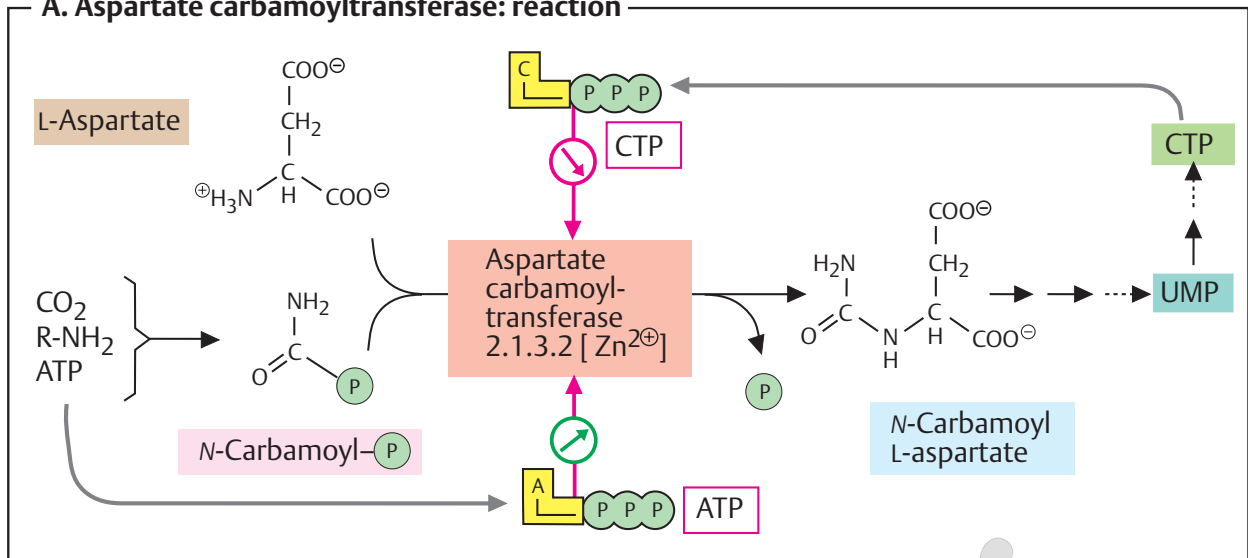 A. Aspartate carbamoyltransferase: reaction
L-Aspartate
COO⊖
CH₂
C
H
⊕H₃N
COO⊖
C
P P P
CTP
CTP
CO₂
R-NH₂
ATP
NH₂
C
O
P
N-Carbamoyl–P
Aspartate
carbamoyl-
transferase
2.1.3.2 [ Zn²⊕]
P
A
P P P
ATP
COO⊖
H₂N
CH₂
C
O
N
H
C
H
COO⊖
UMP
N-Carbamoyl
L-aspartate